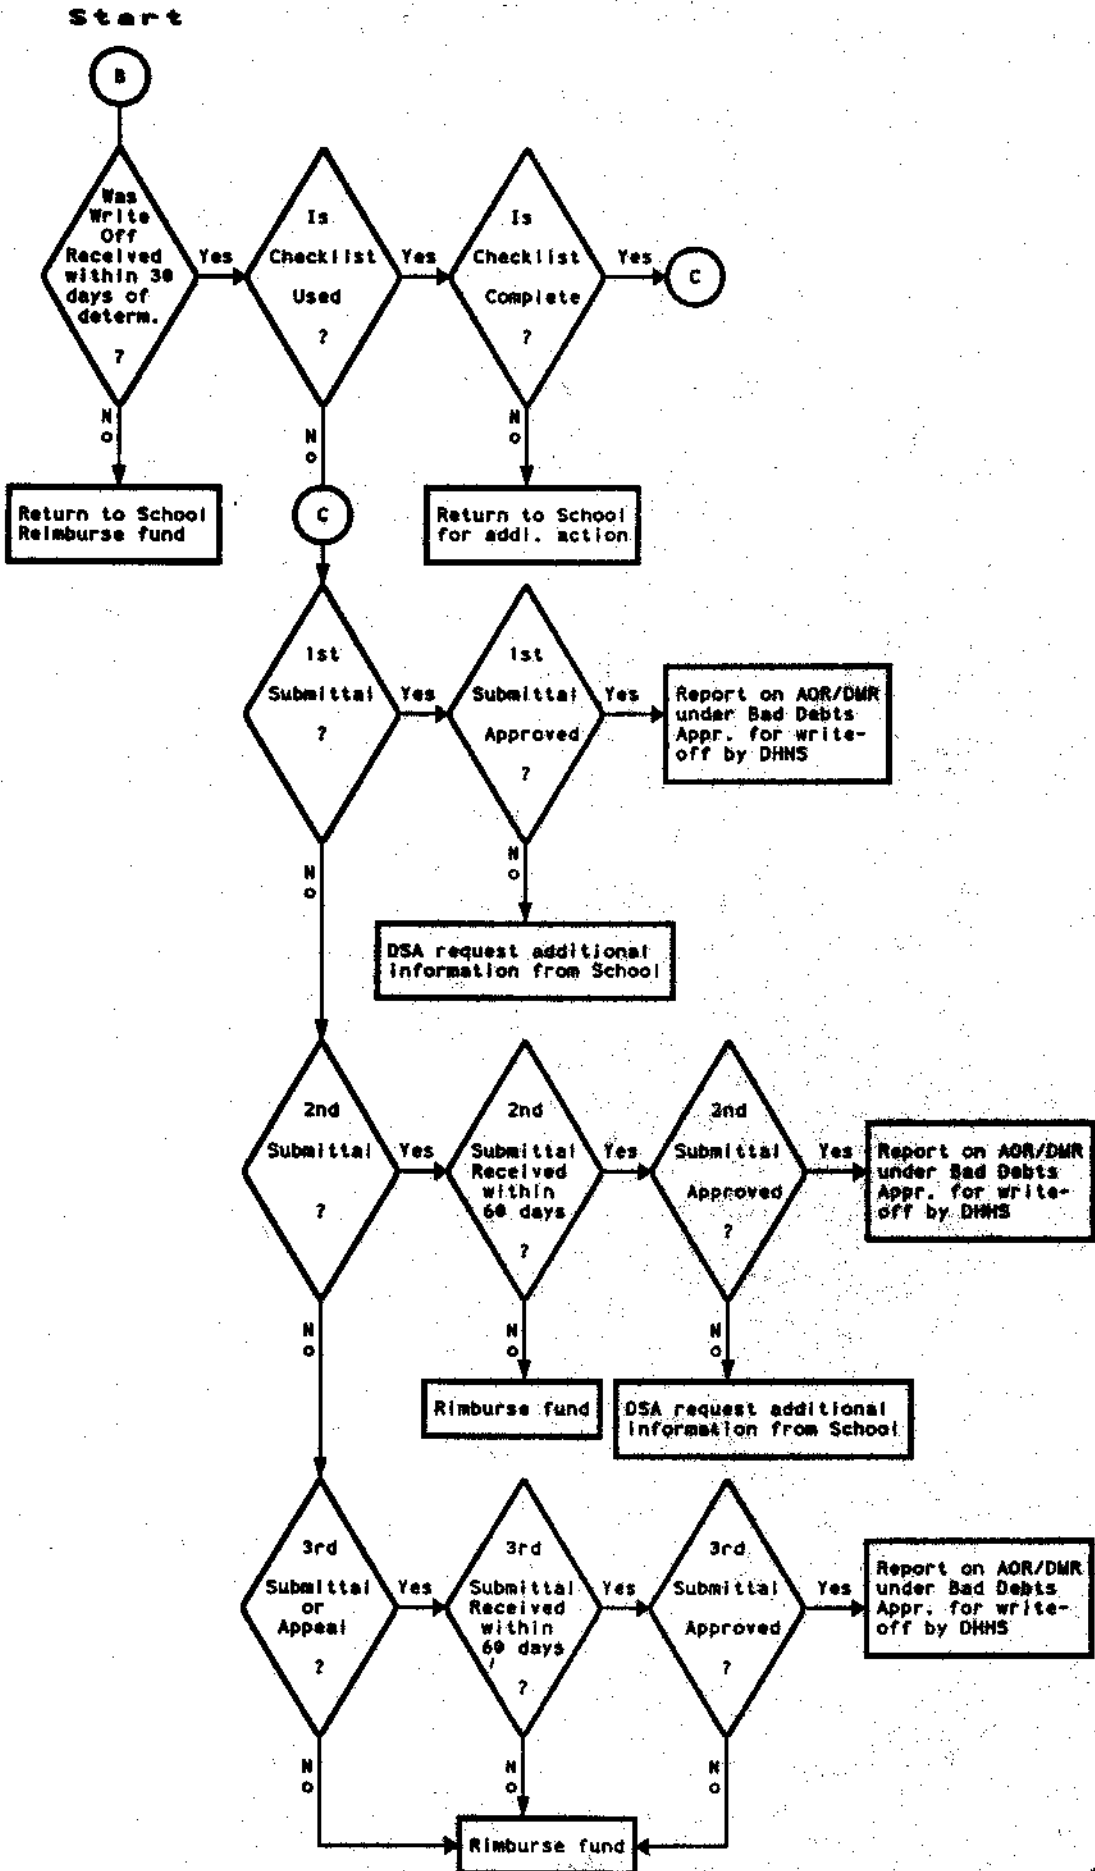 Start
B
Was
Write
Off
Received
within 30
days of
determ.
?
Yes
Is
Checklist
Used
?
Yes
Is
Checklist
Complete
?
Yes
C
No
No
No
Return to School
Reimburse fund
C
Return to School
for addl. action
1st
Submittal
?
Yes
1st
Submittal
Approved
?
Yes
Report on AOR/DMR
under Bad Debts
Appr. for write-
off by DHHS
No
No
DSA request additional
information from School
2nd
Submittal
?
Yes
2nd
Submittal
Received
within
60 days
?
Yes
2nd
Submittal
Approved
?
Yes
Report on AOR/DMR
under Bad Debts
Appr. for write-
off by DHHS
No
No
No
Rimburse fund
DSA request additional
information from School
3rd
Submittal
or
Appeal
?
Yes
3rd
Submittal
Received
within
60 days
?
Yes
3rd
Submittal
Approved
?
Yes
Report on AOR/DMR
under Bad Debts
Appr. for write-
off by DHHS
No
No
No
Rimburse fund